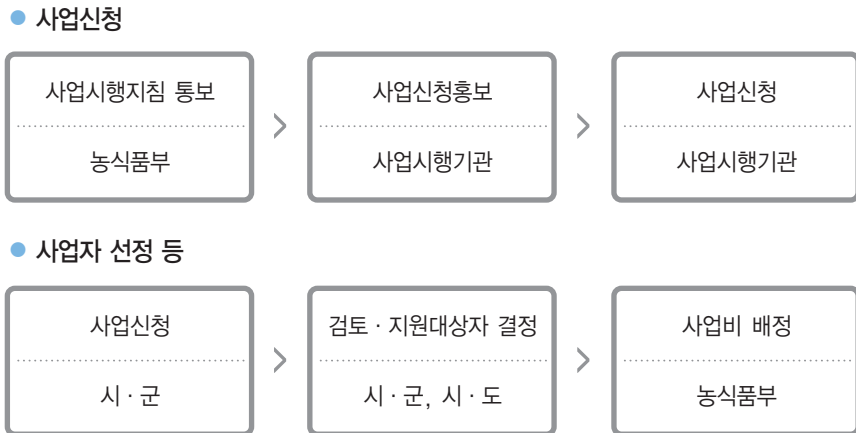 사업신청
사업시행지침 통보
농식품부
사업신청홍보
사업시행기관
사업신청
사업시행기관
사업자 선정 등
사업신청
시·군
검토·지원대상자 결정
시·군, 시·도
사업비 배정
농식품부